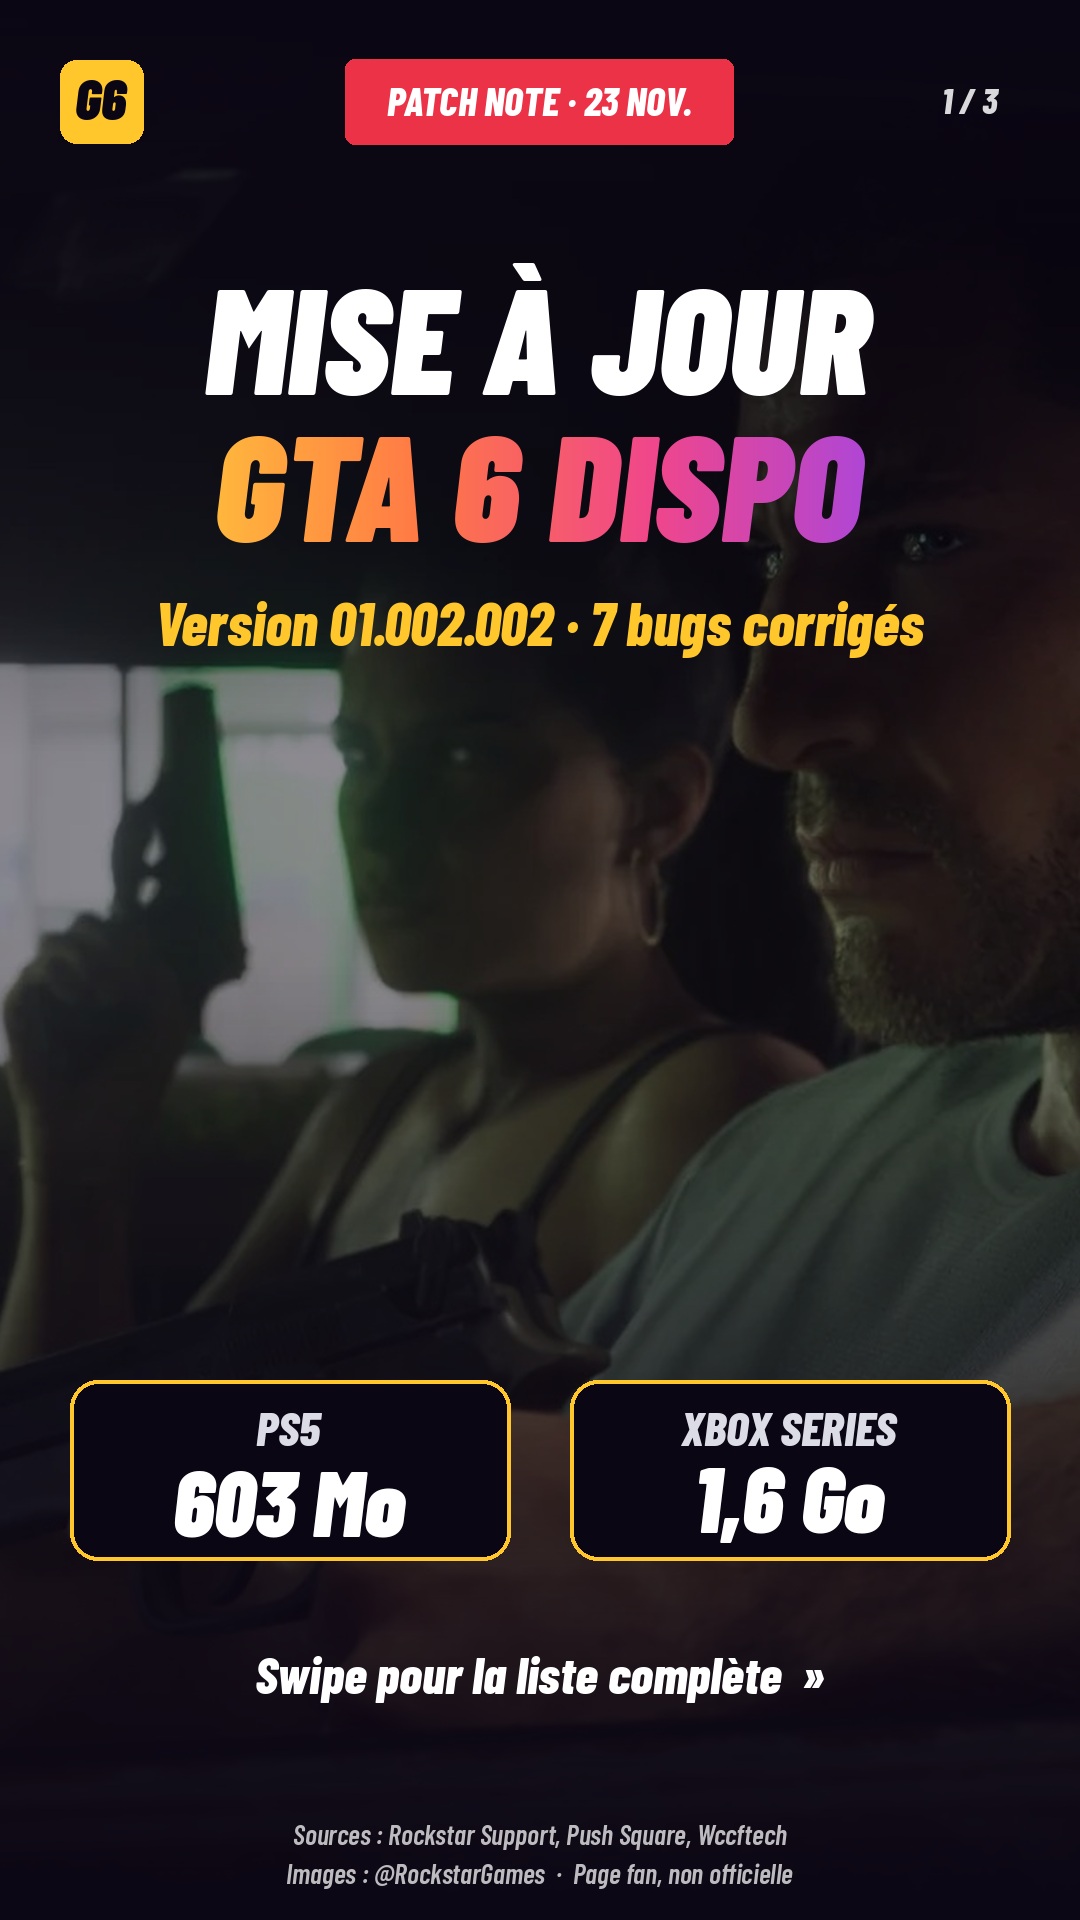 G6
PATCH NOTE · 23 NOV.
1 / 3
MISE À JOUR
GTA 6 DISPO
Version 01.002.002 · 7 bugs corrigés
PS5
603 Mo
XBOX SERIES
1,6 Go
Swipe pour la liste complète »
Sources : Rockstar Support, Push Square, Wccftech
Images : @RockstarGames · Page fan, non officielle